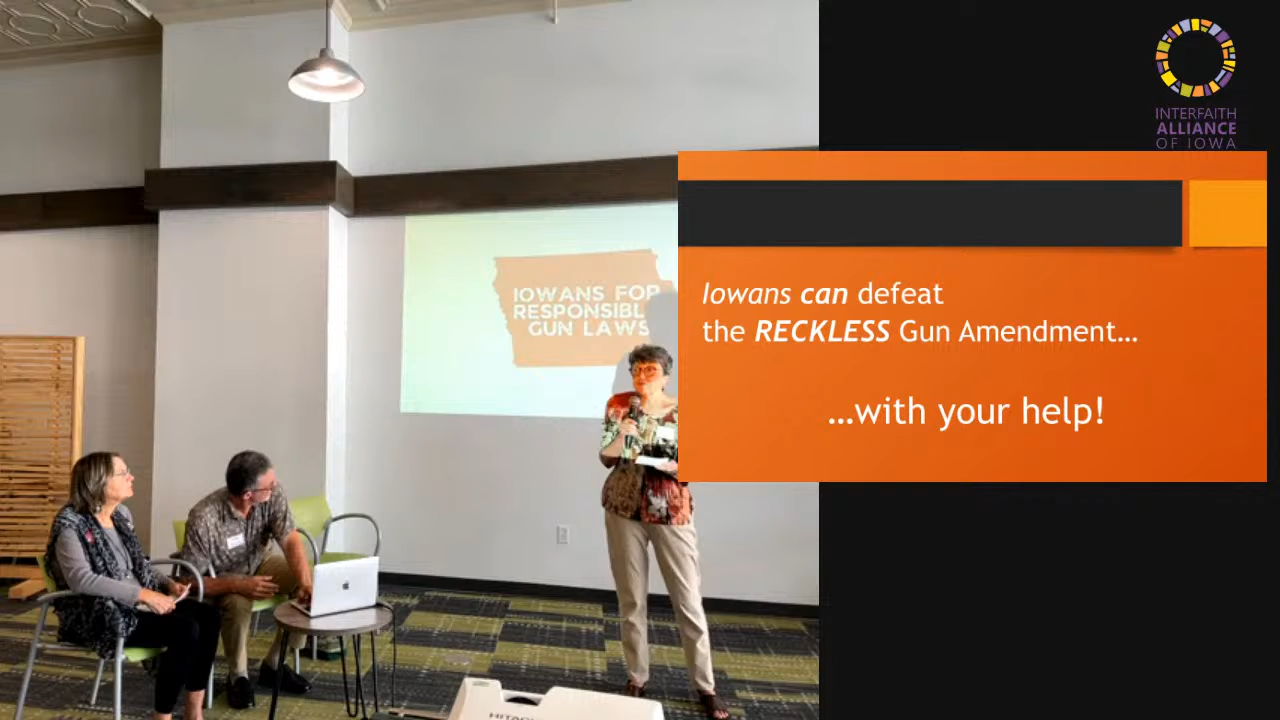 INTERFAITH
ALLIANCE
OF IOWA
IOWANS FOR
RESPONSIBL
GUN LAWS
Iowans can defeat
the RECKLESS Gun Amendment…
…with your help!